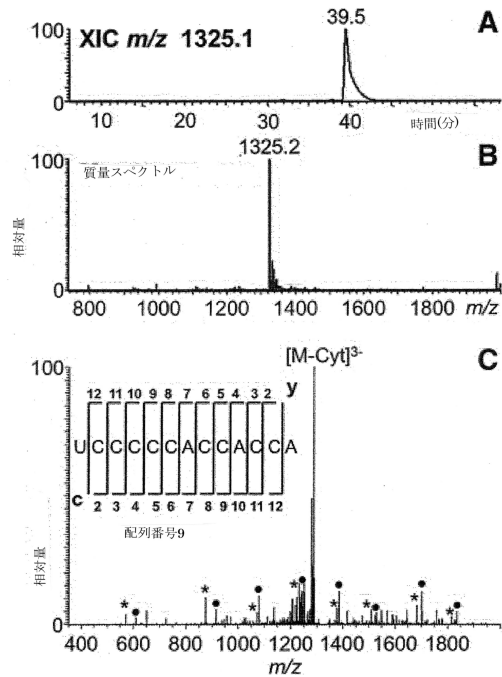 A
XIC m/z 1325.1
39.5
100
0
10 20 30 40 時間(分)
B
1325.2
質量スペクトル
100
0
相対量
800 1000 1200 1400 1600 1800 m/z
C
[M-Cyt]3-
100
0
相対量
12 11 10 9 8 7 6 5 4 3 2 y
UCCCCCACCACCA
c 2 3 4 5 6 7 8 9 10 11 12
配列番号9
* ● * ● * ● * ● * ● * ● * ● * ●
400 600 800 1000 1200 1400 1600 1800
m/z